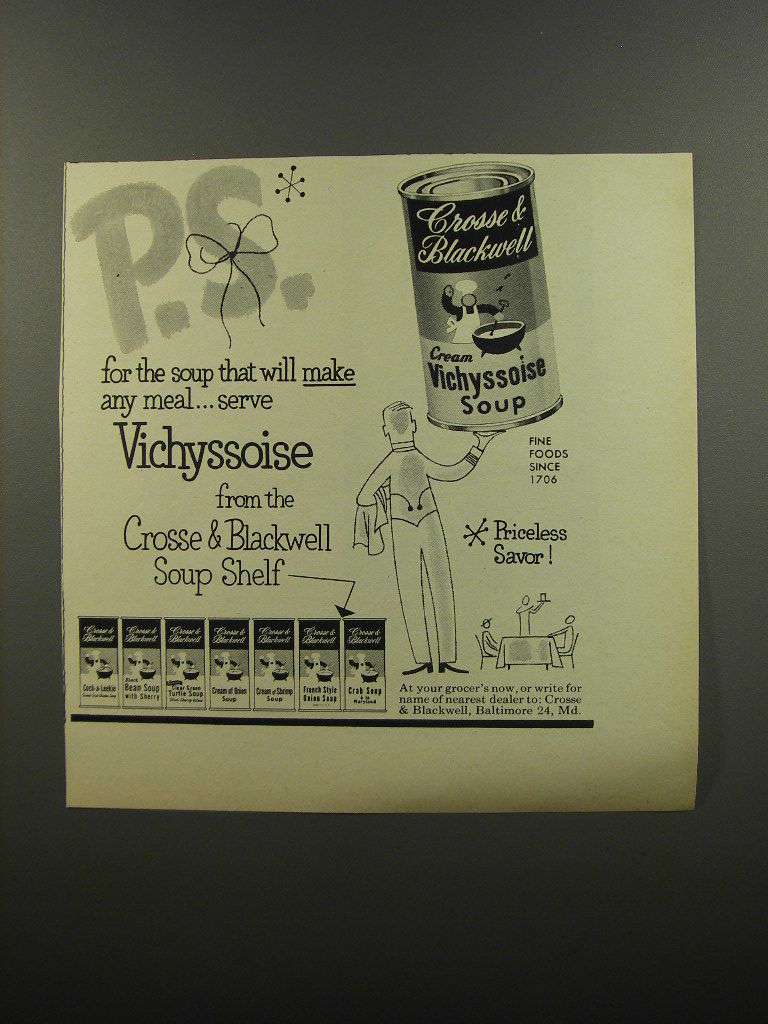 P.S.
for the soup that will make
any meal... serve
Vichyssoise
from the
Crosse & Blackwell
Soup Shelf
Crosse &
Blackwell
Cream
Vichyssoise
Soup
FINE
FOODS
SINCE
1706
Priceless
Savor!
Crosse &
Blackwell
Cock-a-Leekie
Crosse &
Blackwell
Black
Bean Soup
with Sherry
Crosse &
Blackwell
Clear Green
Turtle Soup
Crosse &
Blackwell
Cream of Onion
Soup
Crosse &
Blackwell
Cream of Shrimp
Soup
Crosse &
Blackwell
French Style
Onion Soup
Crosse &
Blackwell
Crab Soup
a la
Maryland
At your grocer's now, or write for
name of nearest dealer to: Crosse
& Blackwell, Baltimore 24, Md.